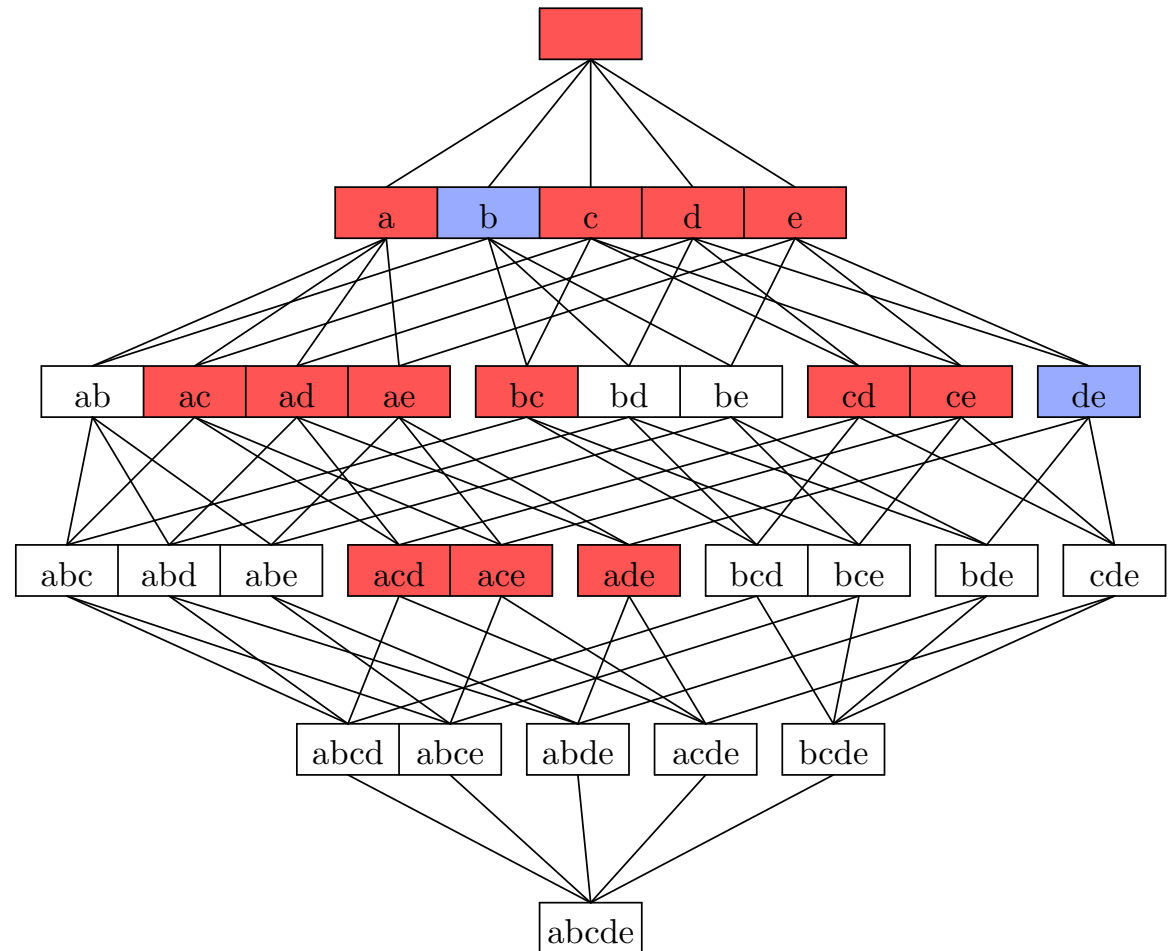 a b c d e
ab ac ad ae bc bd be cd ce de
abc abd abe acd ace ade bcd bce bde cde
abcd abce abde acde bcde
abcde